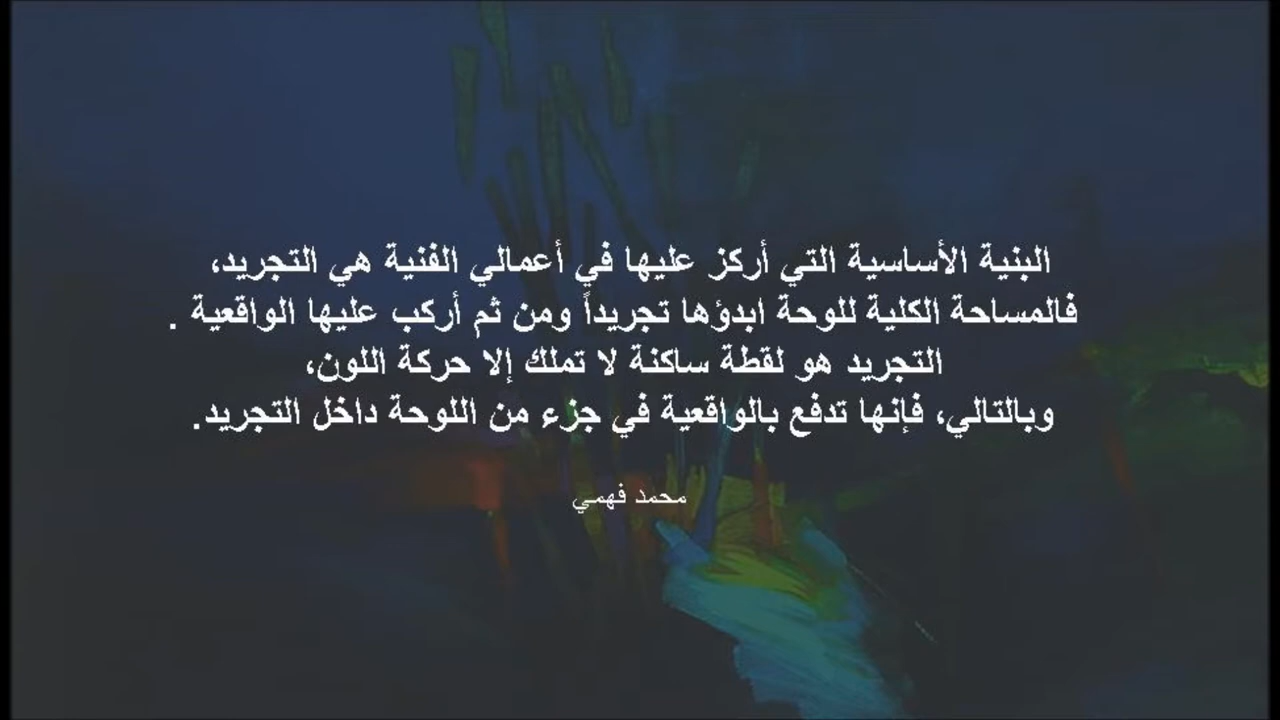 البنية الأساسية التي أركز عليها في أعمالي الفنية هي التجريد،
فالمساحة الكلية للوحة ابدؤها تجريداً ومن ثم أركب عليها الواقعية .
التجريد هو لقطة ساكنة لا تملك إلا حركة اللون،
وبالتالي، فإنها تدفع بالواقعية في جزء من اللوحة داخل التجريد.
محمد فهمي